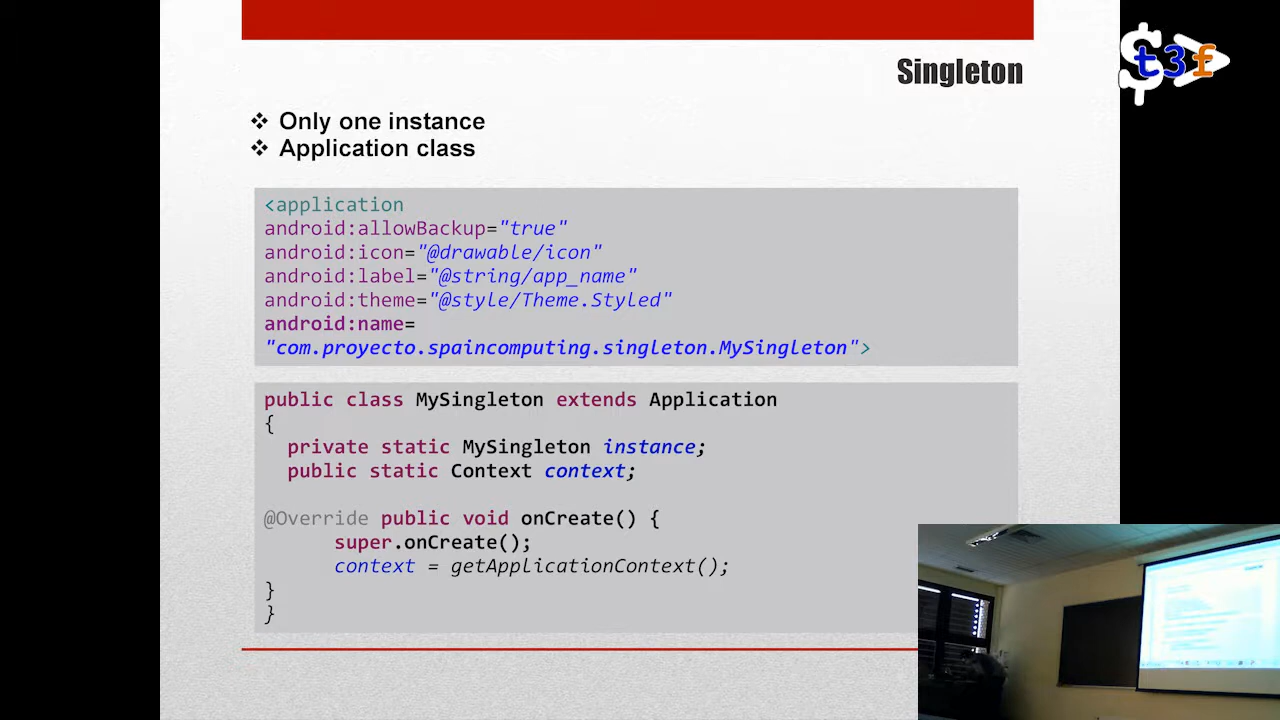 Singleton
t3f
❖ Only one instance
❖ Application class
<application
android:allowBackup="true"
android:icon="@drawable/icon"
android:label="@string/app_name"
android:theme="@style/Theme.Styled"
android:name=
"com.proyecto.spaincomputing.singleton.MySingleton">
public class MySingleton extends Application
{
private static MySingleton instance;
public static Context context;
@Override public void onCreate() {
super.onCreate();
context = getApplicationContext();
}
}